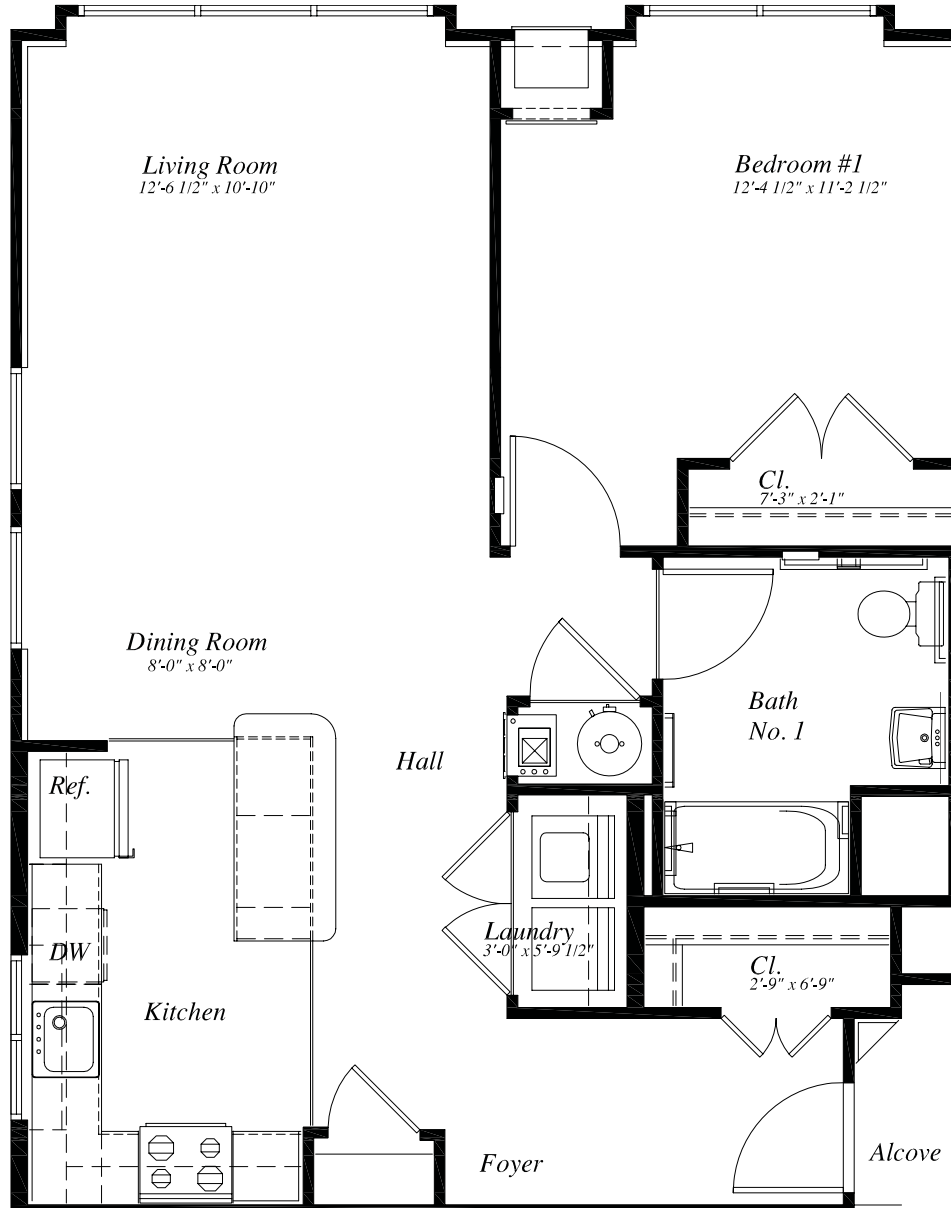 Living Room
12'-6 1/2" x 10'-10"
Bedroom #1
12'-4 1/2" x 11'-2 1/2"
Cl.
7'-3" x 2'-1"
Dining Room
8'-0" x 8'-0"
Bath
No. 1
Hall
Ref.
Laundry
3'-0" x 5'-9 1/2"
DW
Cl.
2'-9" x 6'-9"
Kitchen
Foyer
Alcove